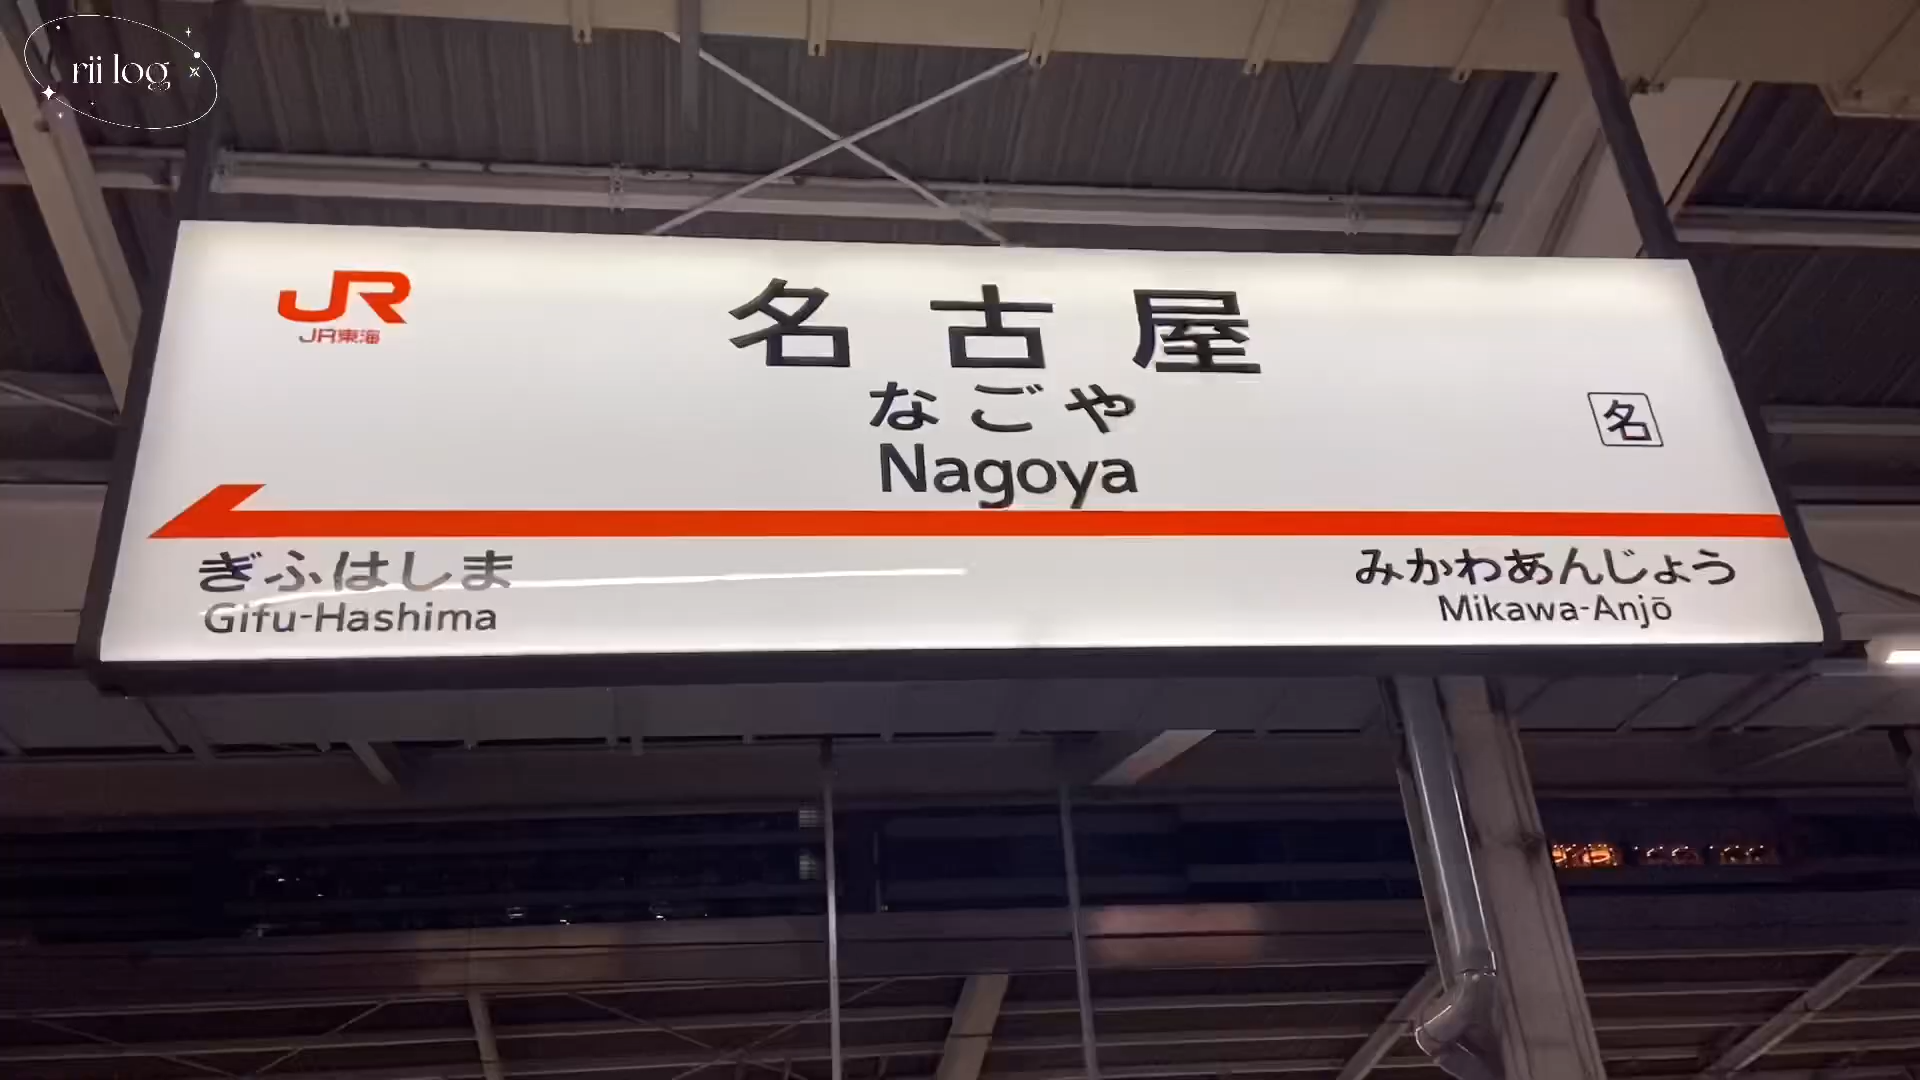 rii log
JR
JR東海
名古屋
なごや
Nagoya
名
ぎふはしま
Gifu-Hashima
みかわあんじょう
Mikawa-Anjō